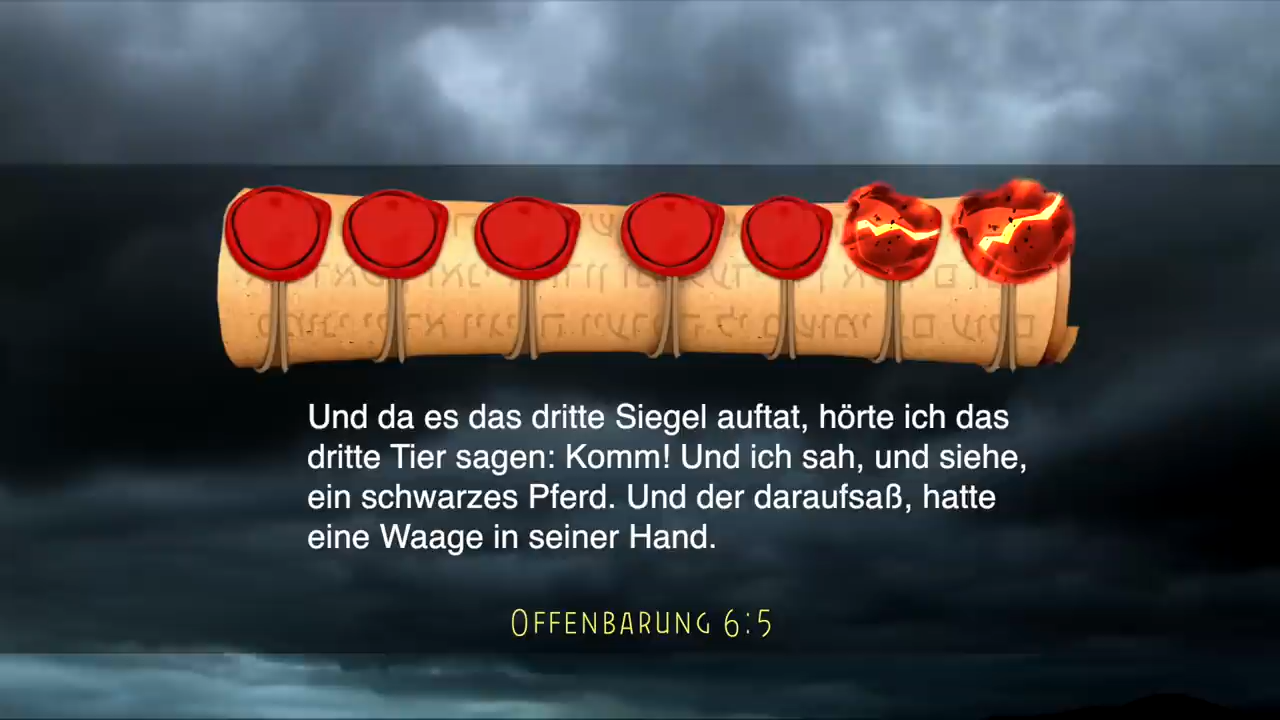 Und da es das dritte Siegel auftat, hörte ich das
dritte Tier sagen: Komm! Und ich sah, und siehe,
ein schwarzes Pferd. Und der daraufsaß, hatte
eine Waage in seiner Hand.
OFFENBARUNG 6:5